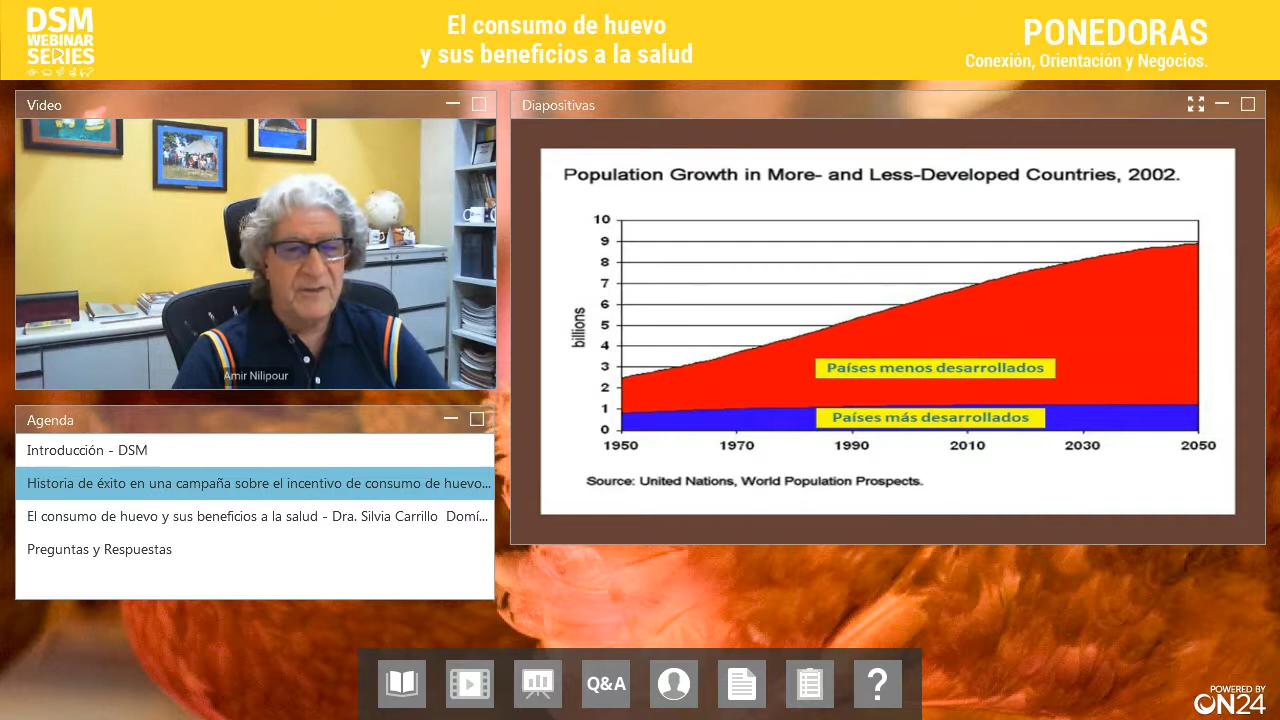 DSM
WEBINAR
SERIES
El consumo de huevo
y sus beneficios a la salud
PONEDORAS
Conexión, Orientación y Negocios.
Video
Amir Nilipour
Agenda
Introducción - DSM
Historia de éxito en una campaña sobre el incentivo de consumo de huevo...
El consumo de huevo y sus beneficios a la salud - Dra. Silvia Carrillo Domí...
Preguntas y Respuestas
Diapositivas
Population Growth in More- and Less-Developed Countries, 2002.
billions
10
9
8
7
6
5
4
3
2
1
0
Países menos desarrollados
Países más desarrollados
1950 1970 1990 2010 2030 2050
Source: United Nations, World Population Prospects.
Q&A
?
POWERED BY
ON24